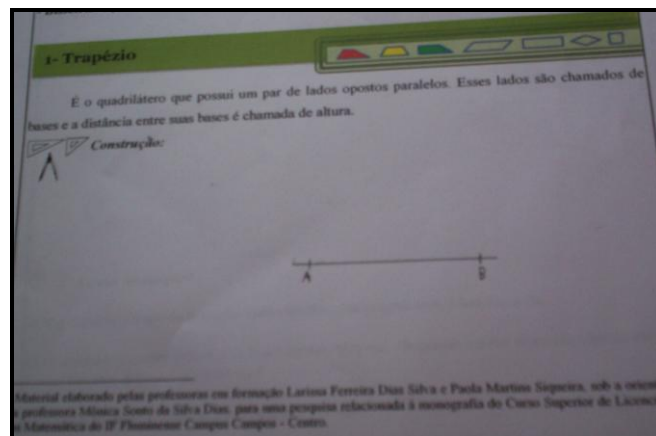 1- Trapézio
É o quadrilátero que possui um par de lados opostos paralelos. Esses lados são chamados de
bases e a distância entre suas bases é chamada de altura.
Construção:
A B
Material elaborado pelas professoras em formação Larissa Ferreira Dias Silva e Paola Martins Siqueira, sob a orient
professora Mônica Souto da Silva Dias, para uma pesquisa relacionada à monografia do Curso Superior de Licenc
Matemática do IF Fluminense Campus Campos - Centro.